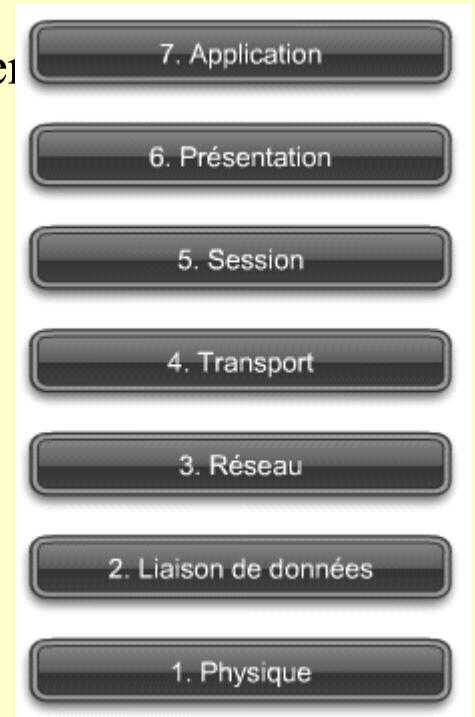 7. Application
6. Présentation
5. Session
4. Transport
3. Réseau
2. Liaison de données
1. Physique